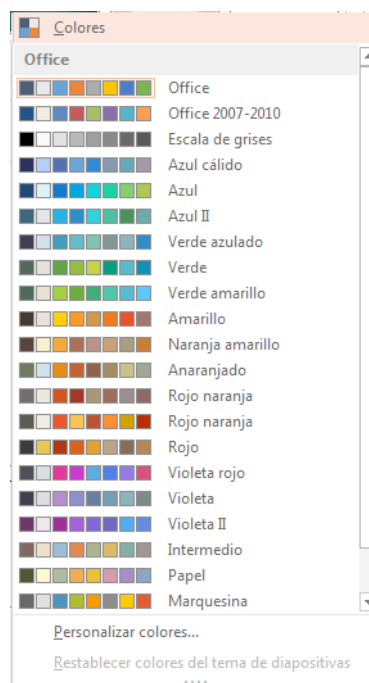 Colores
Office
Office
Office 2007-2010
Escala de grises
Azul cálido
Azul
Azul II
Verde azulado
Verde
Verde amarillo
Amarillo
Naranja amarillo
Anaranjado
Rojo naranja
Rojo naranja
Rojo
Violeta rojo
Violeta
Violeta II
Intermedio
Papel
Marquesina
Personalizar colores...
Restablecer colores del tema de diapositivas